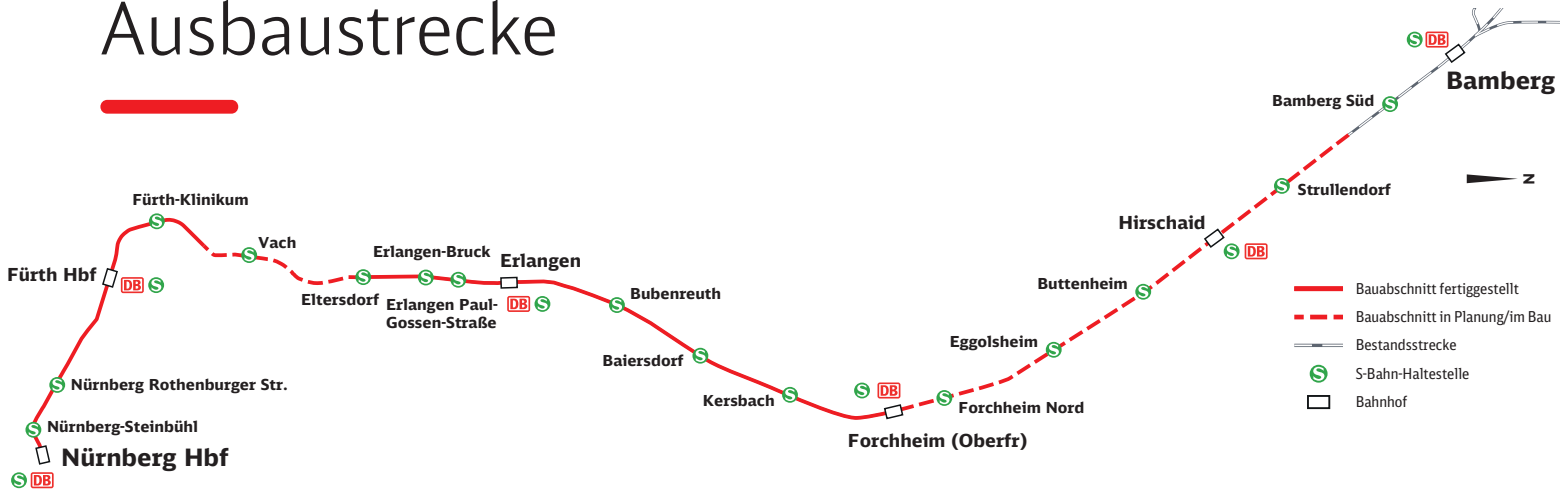 Ausbaustrecke
S DB
Bamberg
Bamberg Süd
S
N
Strullendorf
S
Fürth-Klinikum
S
Hirschaid
S DB
Vach
S
Erlangen-Bruck
S
Erlangen
Fürth Hbf
DB S
Eltersdorf
S
Erlangen Paul-
Gossen-Straße
S
DB S
Bubenreuth
S
Buttenheim
S
Bauabschnitt fertiggestellt
Bauabschnitt in Planung/im Bau
Bestandsstrecke
S S-Bahn-Haltestelle
Bahnhof
Eggolsheim
S
Baiersdorf
S
Nürnberg Rothenburger Str.
S
Kersbach
S
S DB
Forchheim Nord
S
Forchheim (Oberfr)
Nürnberg-Steinbühl
S
Nürnberg Hbf
S DB